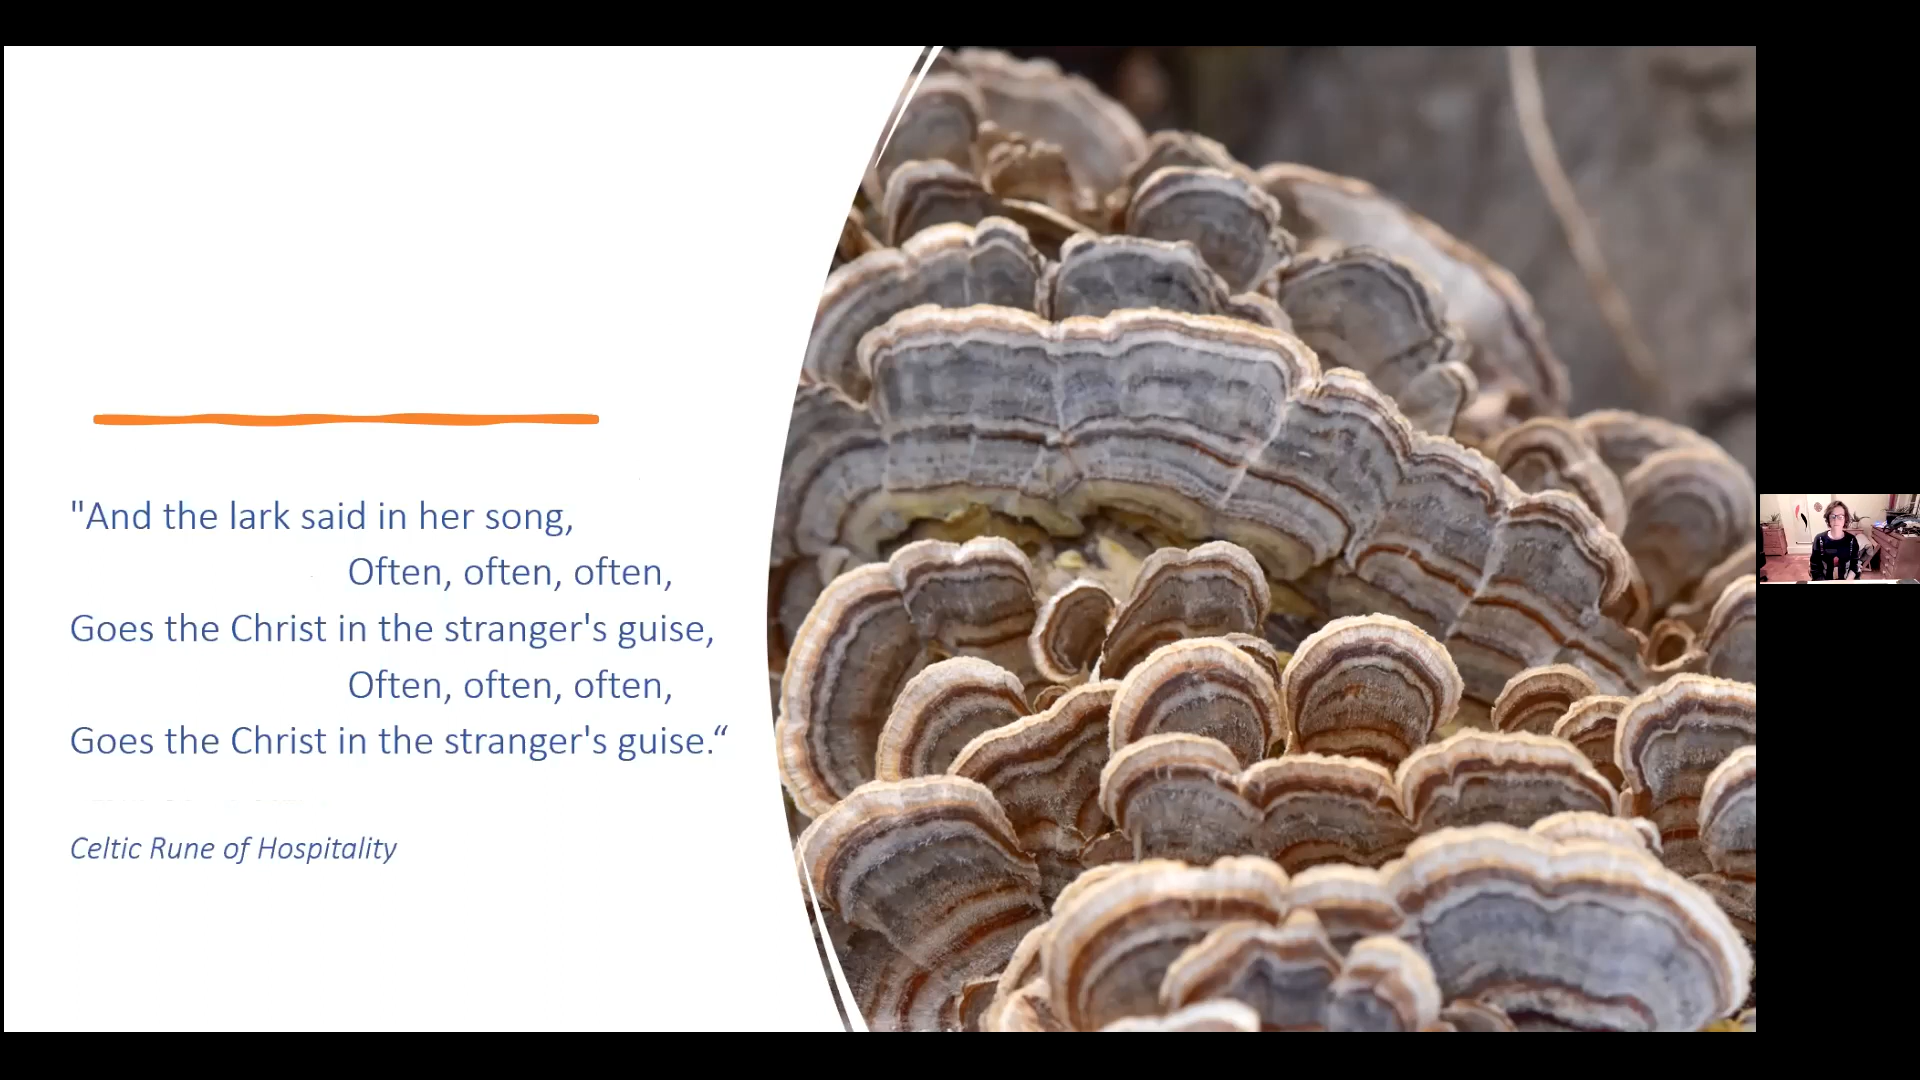 "And the lark said in her song,
Often, often, often,
Goes the Christ in the stranger's guise,
Often, often, often,
Goes the Christ in the stranger's guise.“
Celtic Rune of Hospitality